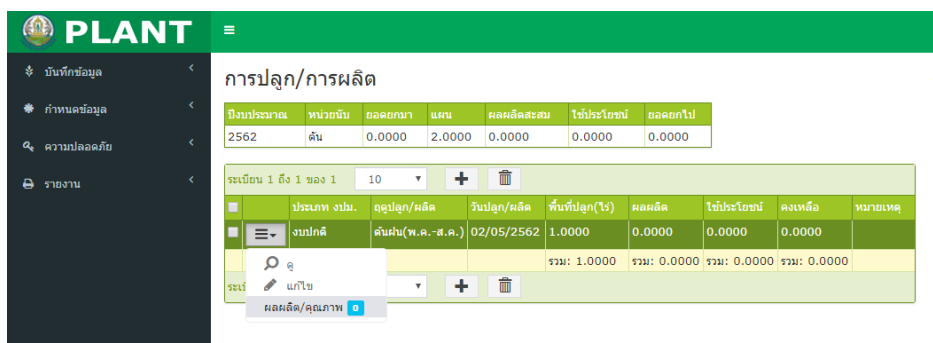 PLANT
บันทึกข้อมูล
กำหนดข้อมูล
ความปลอดภัย
รายงาน
การปลูก/การผลิต
ปีงบประมาณ หน่วยนับ ยอดยกมา แผน ผลผลิตสะสม ใช้ประโยชน์ ยอดยกไป
2562 ต้น 0.0000 2.0000 0.0000 0.0000 0.0000
ระเบียน 1 ถึง 1 ของ 1 10
ประเภท งปม. ฤดูปลูก/ผลิต วันปลูก/ผลิต พื้นที่ปลูก(ไร่) ผลผลิต ใช้ประโยชน์ คงเหลือ หมายเหตุ
งบปกติ ต้นฝน(พ.ค.-ส.ค.) 02/05/2562 1.0000 0.0000 0.0000 0.0000
รวม: 1.0000 รวม: 0.0000 รวม: 0.0000 รวม: 0.0000
ดู
แก้ไข
ผลผลิต/คุณภาพ 0